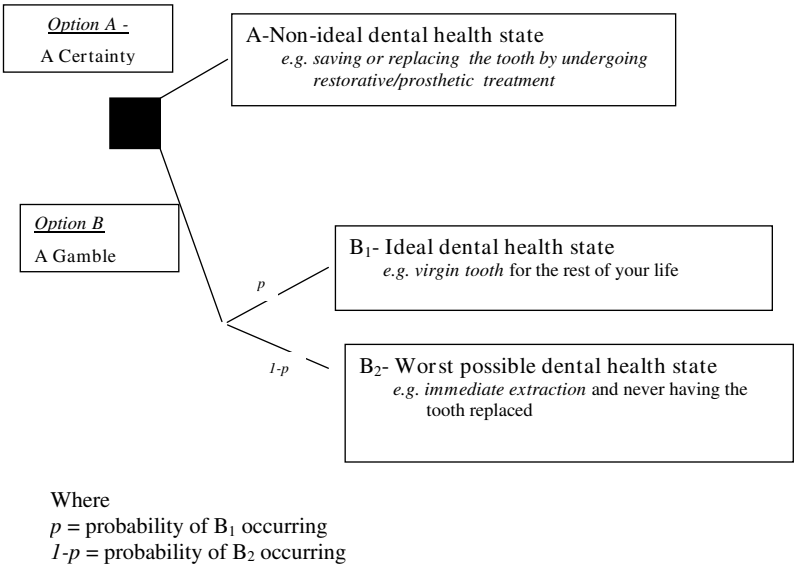 Option A -
A Certainty
A-Non-ideal dental health state
e.g. saving or replacing the tooth by undergoing
restorative/prosthetic treatment
Option B
A Gamble
B₁- Ideal dental health state
e.g. virgin tooth for the rest of your life
p
1-p
B₂- Worst possible dental health state
e.g. immediate extraction and never having the
tooth replaced
Where
p = probability of B₁ occurring
1-p = probability of B₂ occurring